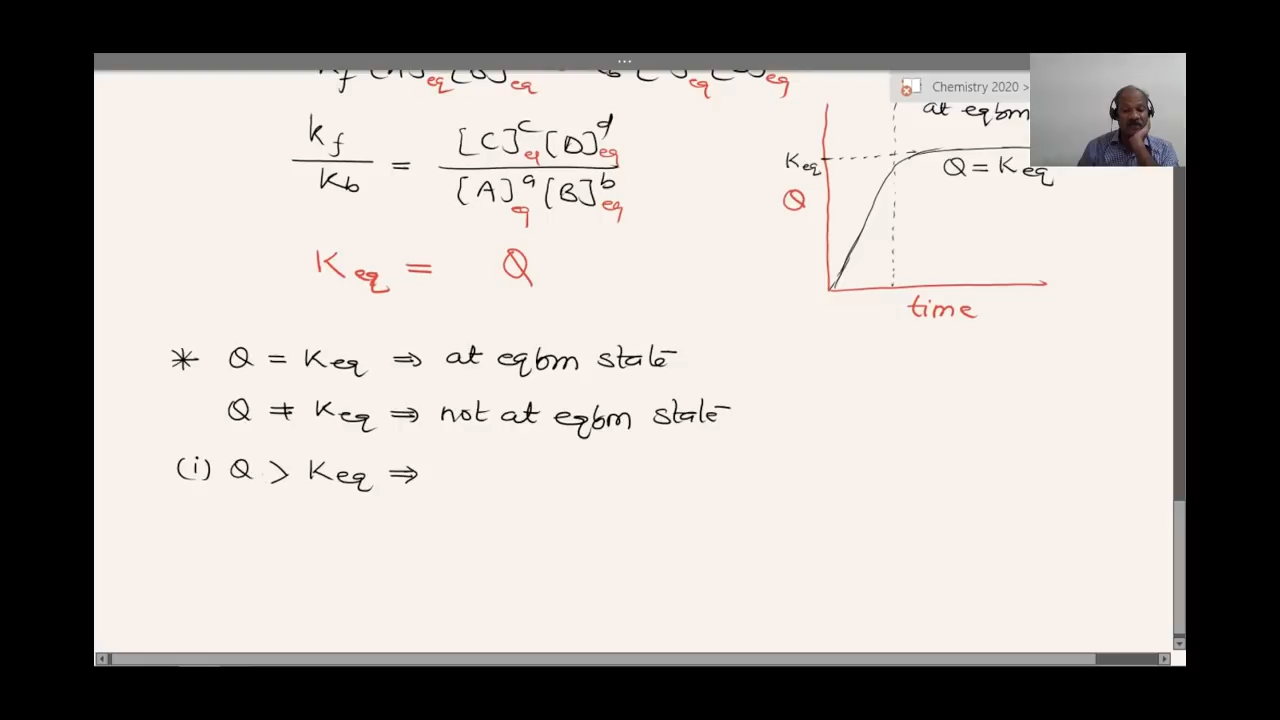 Chemistry 2020 >
at eqbm
kf / kb = [C]^c eq [D]^d eq / [A]^a eq [B]^b eq
Keq
Q = Keq
Q
Keq = Q
time
* Q = Keq ⇒ at eqbm state
Q ≠ Keq ⇒ not at eqbm state
(i) Q > Keq ⇒